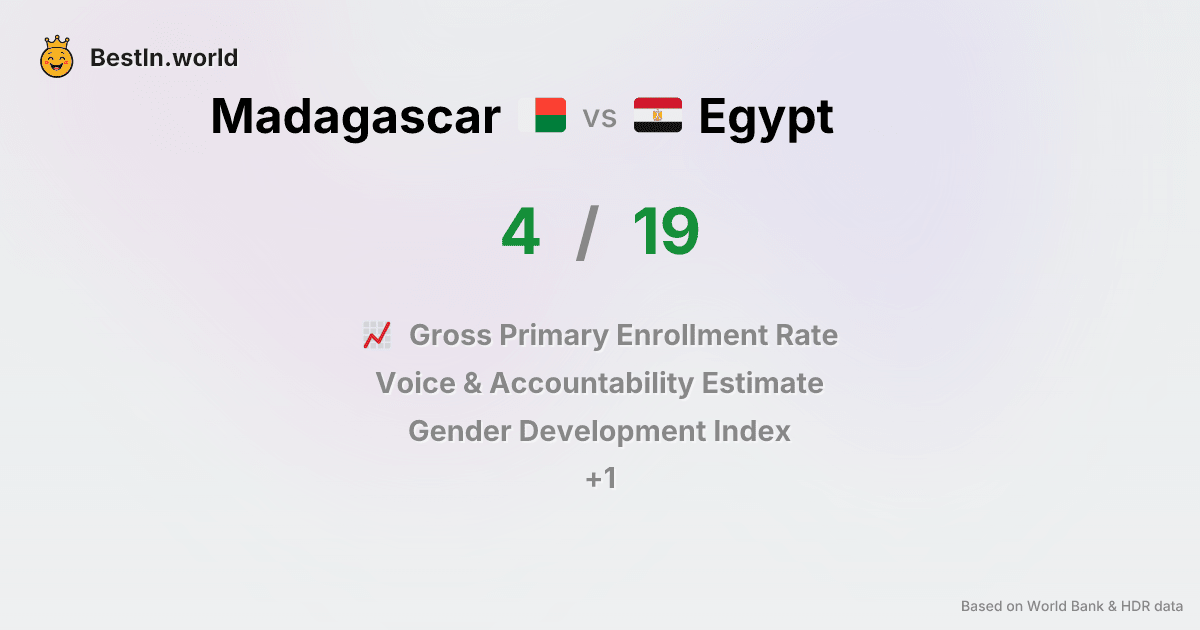 BestIn.world
Madagascar vs Egypt
4 / 19
Gross Primary Enrollment Rate
Voice & Accountability Estimate
Gender Development Index
+1
Based on World Bank & HDR data